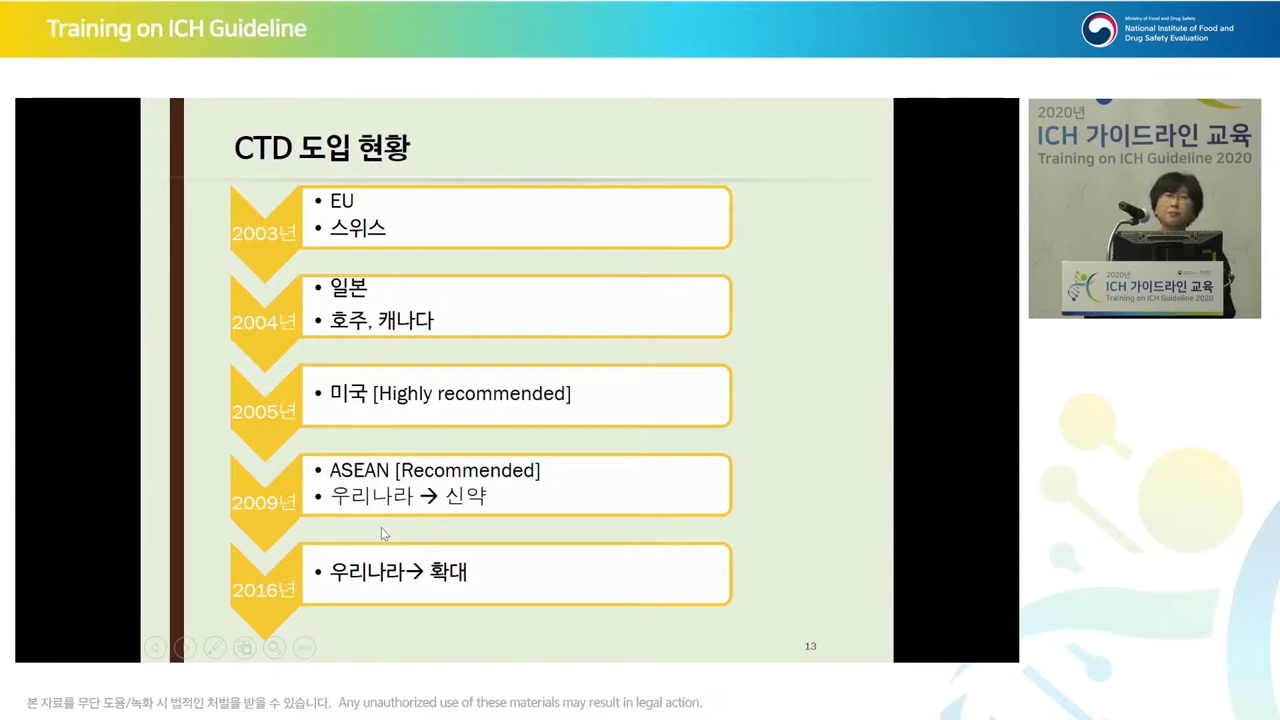 Training on ICH Guideline
Ministry of Food and Drug Safety
National Institute of Food and
Drug Safety Evaluation
CTD 도입 현황
2003년
• EU
• 스위스
2004년
• 일본
• 호주, 캐나다
2005년
• 미국 [Highly recommended]
2009년
• ASEAN [Recommended]
• 우리나라 → 신약
2016년
• 우리나라→ 확대
13
2020년
ICH 가이드라인 교육
Training on ICH Guideline 2020
2020년
ICH 가이드라인 교육
Training on ICH Guideline 2020
본 자료를 무단 도용/녹화 시 법적인 처벌을 받을 수 있습니다. Any unauthorized use of these materials may result in legal action.